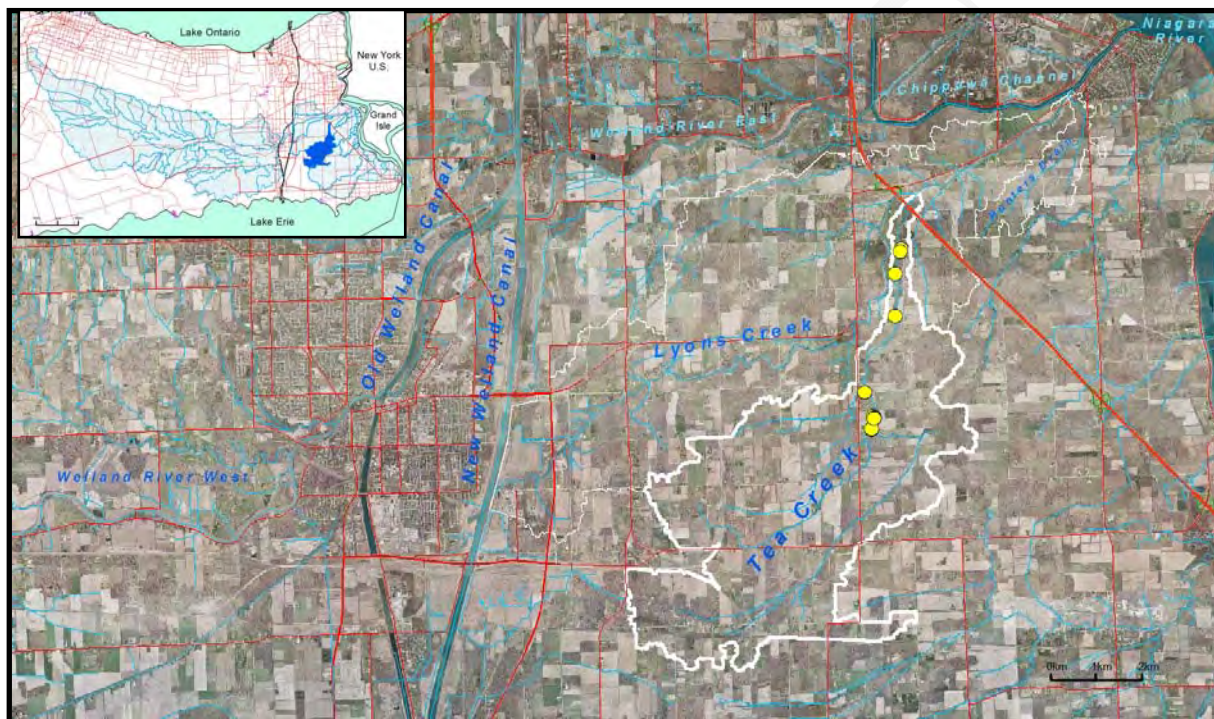 Lake Ontario
New York
U.S.
Grand
Isle
Lake Erie
Niagara
River
Chippawa Channel
Welland River East
Old Welland Canal
New Welland Canal
Lyons Creek
Welland River West
Tea Creek
0km 1km 2km